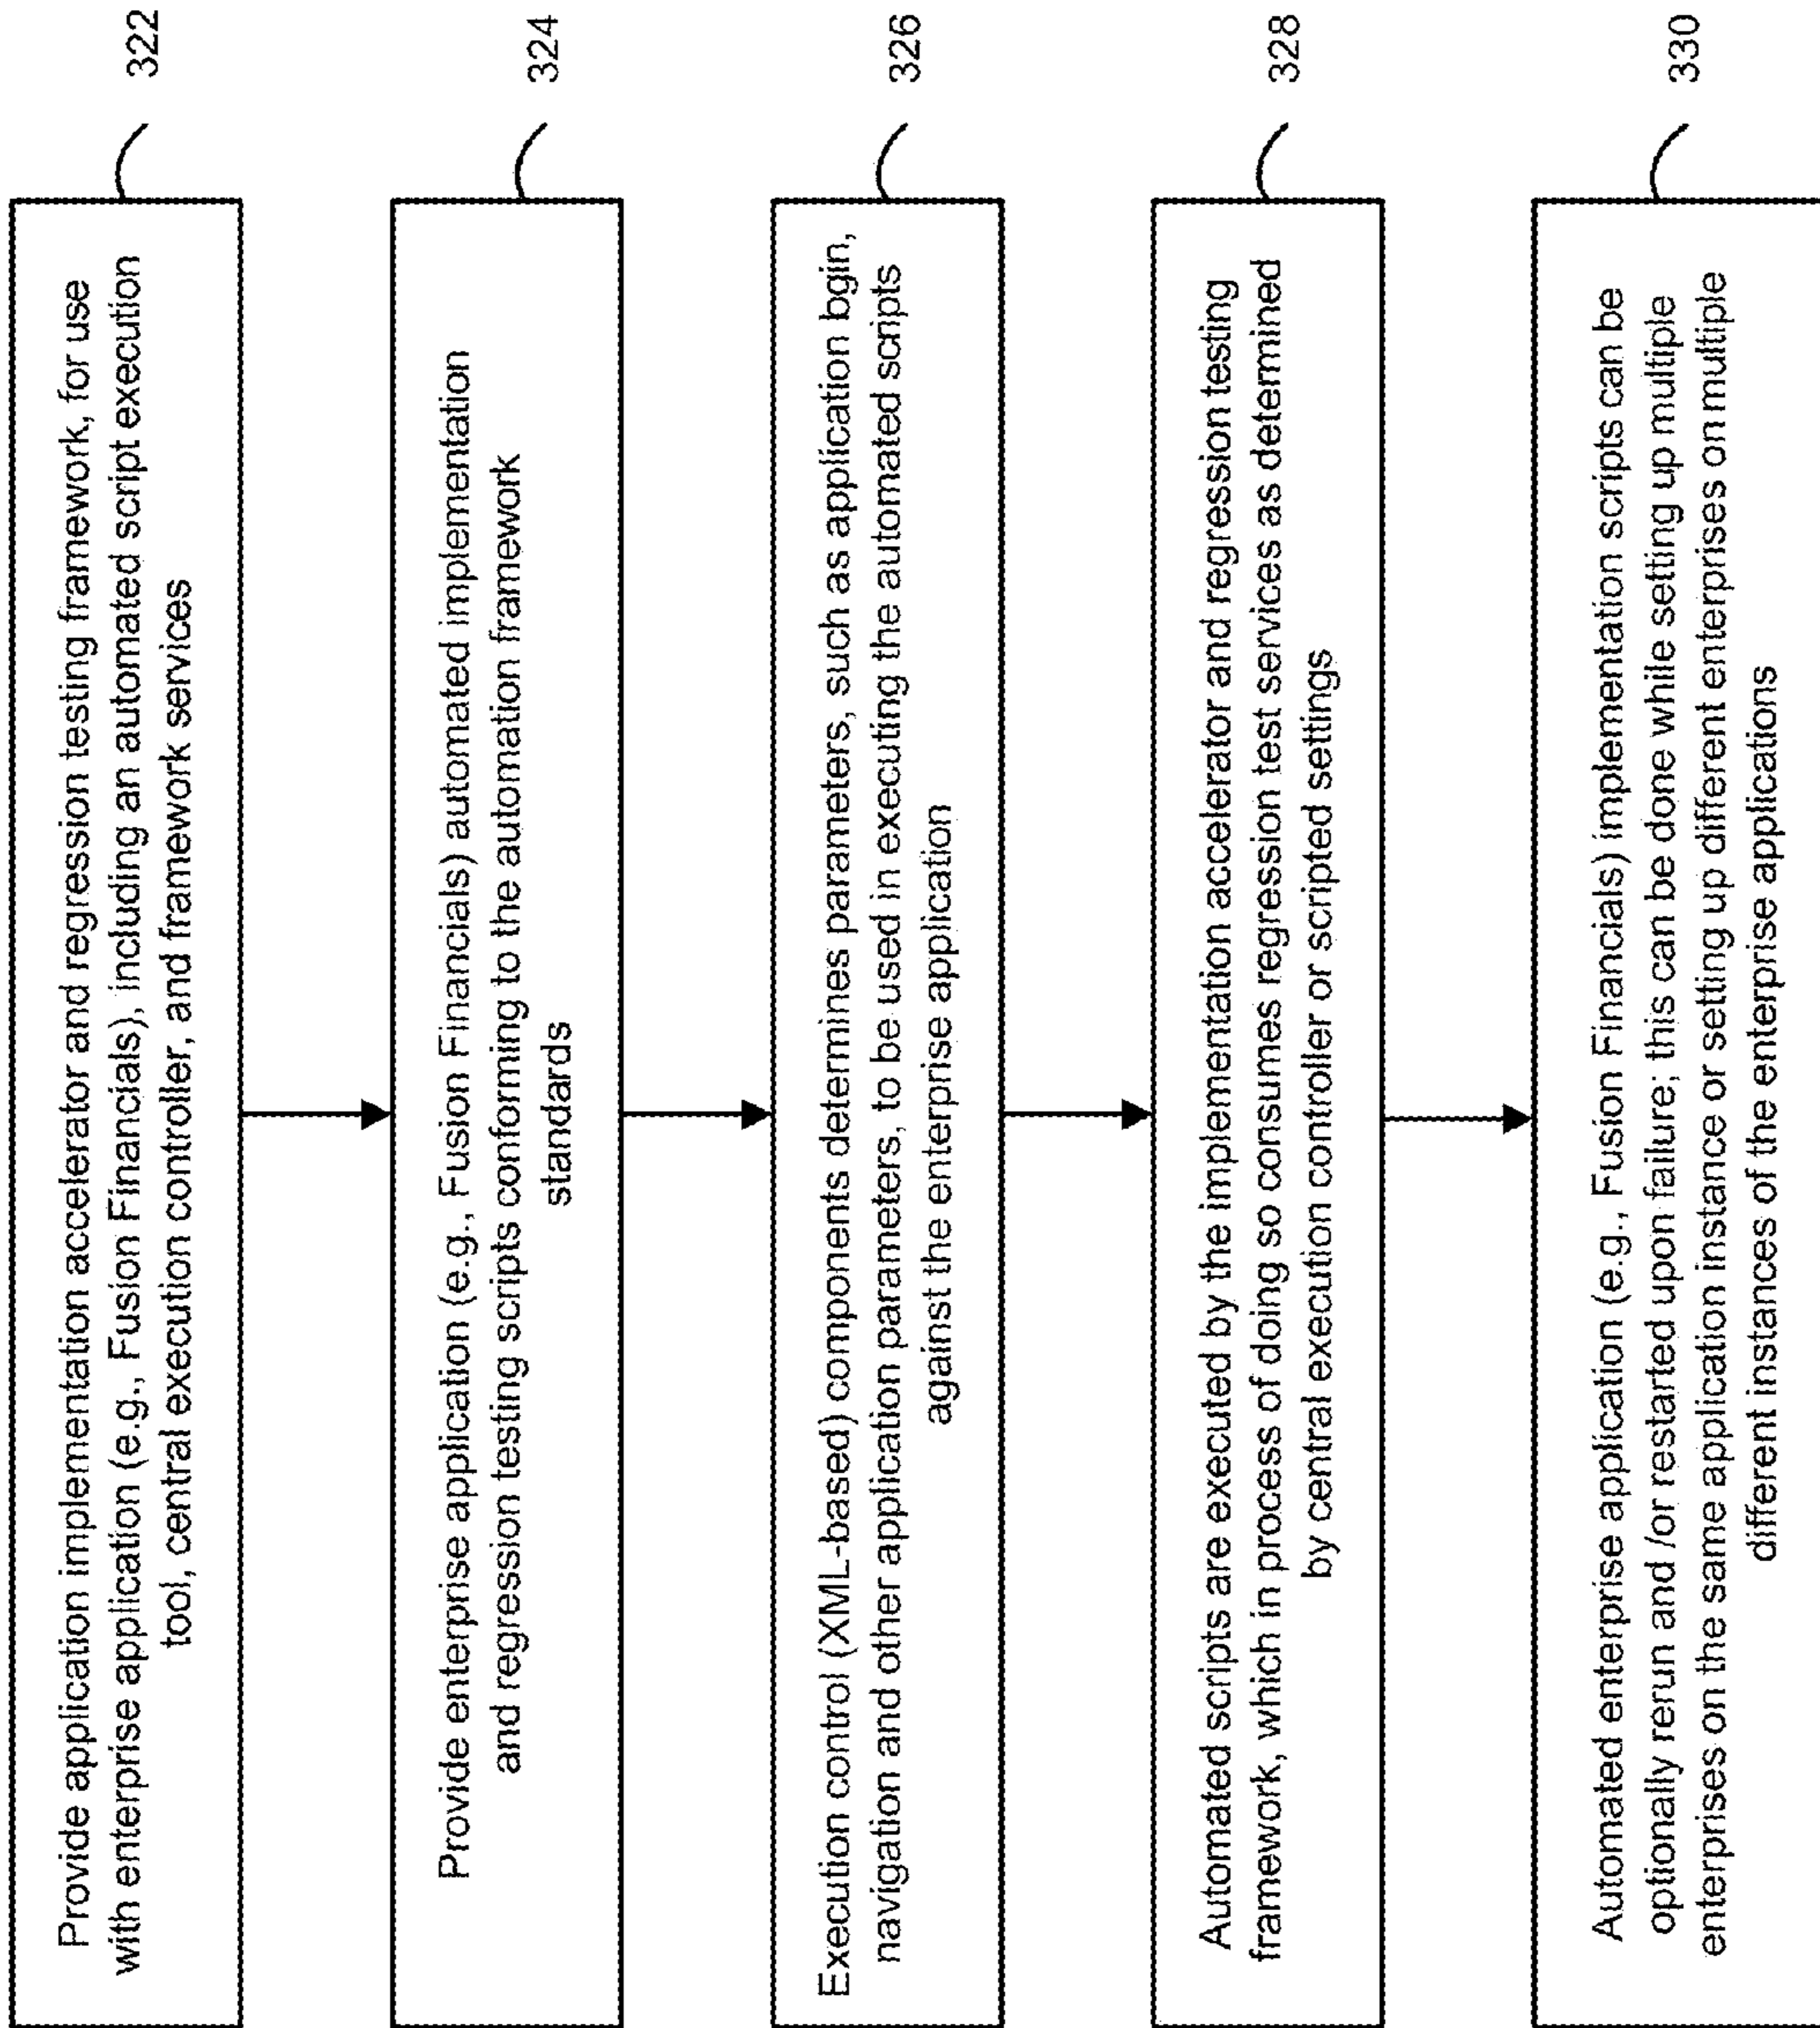 Provide application implementation accelerator and regression testing framework, for use
with enterprise application (e.g., Fusion Financials), including an automated script execution
tool, central execution controller, and framework services
322
Provide enterprise application (e.g., Fusion Financials) automated implementation
and regression testing scripts conforming to the automation framework
standards
324
Execution control (XML-based) components determines parameters, such as application bgin,
navigation and other application parameters, to be used in executing the automated scripts
against the enterprise application
326
Automated scripts are executed by the implementation accelerator and regression testing
framework, which in process of doing so consumes regression test services as determined
by central execution controller or scripted settings
328
Automated enterprise application (e.g., Fusion Financials) implementation scripts can be
optionally rerun and /or restarted upon failure; this can be done while setting up multiple
enterprises on the same application instance or setting up different enterprises on multiple
different instances of the enterprise applications
330